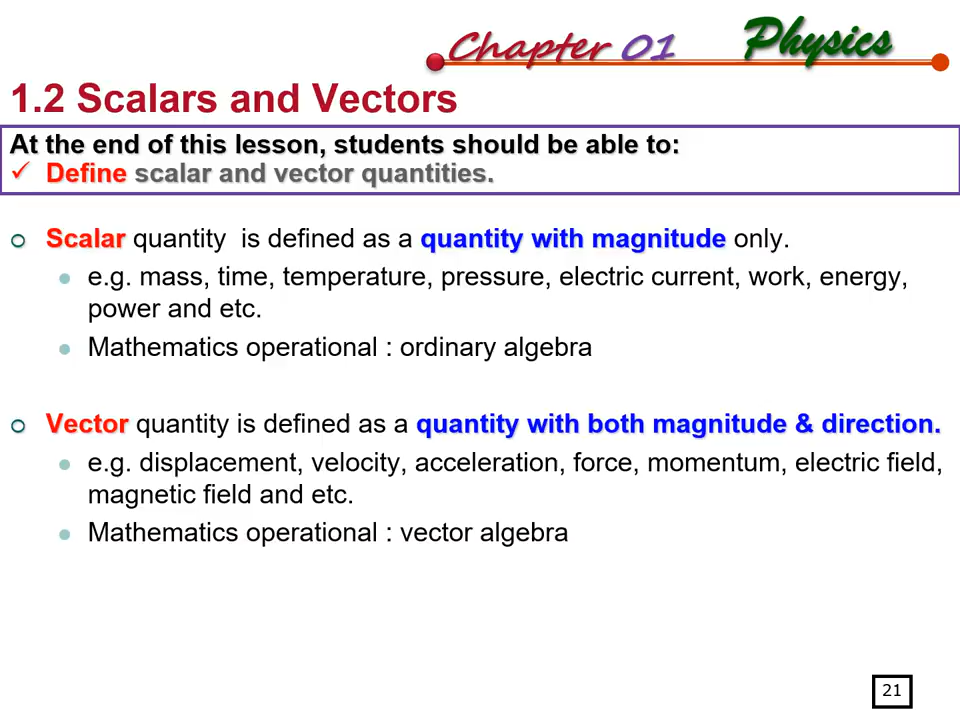 Chapter 01 Physics
1.2 Scalars and Vectors
At the end of this lesson, students should be able to:
✓ Define scalar and vector quantities.
Scalar quantity is defined as a quantity with magnitude only.
e.g. mass, time, temperature, pressure, electric current, work, energy,
power and etc.
Mathematics operational : ordinary algebra
Vector quantity is defined as a quantity with both magnitude & direction.
e.g. displacement, velocity, acceleration, force, momentum, electric field,
magnetic field and etc.
Mathematics operational : vector algebra
21